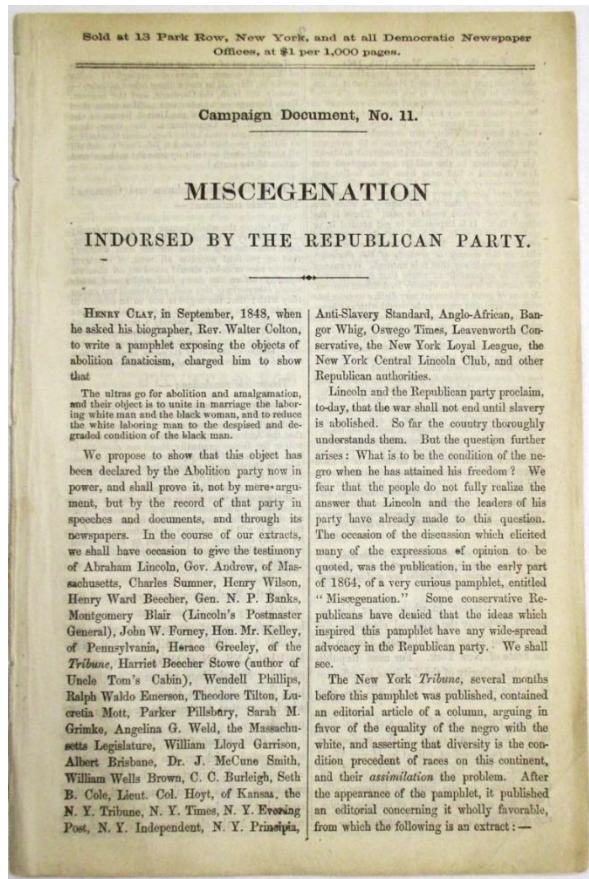 Sold at 13 Park Row, New York, and at all Democratic Newspaper
Offices, at $1 per 1,000 pages.
Campaign Document, No. 11.
MISCEGENATION
INDORSED BY THE REPUBLICAN PARTY.
HENRY CLAY, in September, 1848, when
he asked his biographer, Rev. Walter Colton,
to write a pamphlet exposing the objects of
abolition fanaticism, charged him to show
that
The ultras go for abolition and amalgamation,
and their object is to unite in marriage the labor-
ing white man and the black woman, and to reduce
the white laboring man to the despised and de-
graded condition of the black man.
We propose to show that this object has
been declared by the Abolition party now in
power, and shall prove it, not by mere argu-
ment, but by the record of that party in
speeches and documents, and through its
newspapers. In the course of our extracts,
we shall have occasion to give the testimony
of Abraham Lincoln, Gov. Andrew, of Mas-
sachusetts, Charles Sumner, Henry Wilson,
Henry Ward Beecher, Gen. N. P. Banks,
Montgomery Blair (Lincoln's Postmaster
General), John W. Forney, Hon. Mr. Kelley,
of Pennsylvania, Horace Greeley, of the
Tribune, Harriet Beecher Stowe (author of
Uncle Tom's Cabin), Wendell Phillips,
Ralph Waldo Emerson, Theodore Tilton, Lu-
cretia Mott, Parker Pillsbury, Sarah M.
Grimke, Angelina G. Weld, the Massachu-
setts Legislature, William Lloyd Garrison,
Albert Brisbane, Dr. J. McCune Smith,
William Wells Brown, C. C. Burleigh, Seth
B. Cole, Lieut. Col. Hoyt, of Kansas, the
N. Y. Tribune, N. Y. Times, N. Y. Evening
Post, N. Y. Independent, N. Y. Principia,
Anti-Slavery Standard, Anglo-African, Ban-
gor Whig, Oswego Times, Leavenworth Con-
servative, the New York Loyal League, the
New York Central Lincoln Club, and other
Republican authorities.
Lincoln and the Republican party proclaim,
to-day, that the war shall not end until slavery
is abolished. So far the country thoroughly
understands them. But the question further
arises: What is to be the condition of the ne-
gro when he has attained his freedom? We
fear that the people do not fully realize the
answer that Lincoln and the leaders of his
party have already made to this question.
The occasion of the discussion which elicited
many of the expressions of opinion to be
quoted, was the publication, in the early part
of 1864, of a very curious pamphlet, entitled
"Miscegenation." Some conservative Re-
publicans have denied that the ideas which
inspired this pamphlet have any wide-spread
advocacy in the Republican party. We shall
see.
The New York Tribune, several months
before this pamphlet was published, contained
an editorial article of a column, arguing in
favor of the equality of the negro with the
white, and asserting that diversity is the con-
dition precedent of races on this continent,
and their assimilation the problem. After
the appearance of the pamphlet, it published
an editorial concerning it wholly favorable,
from which the following is an extract:—